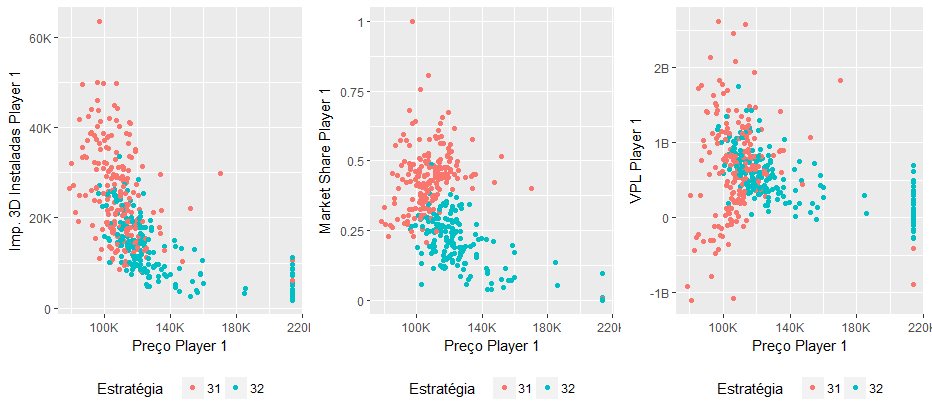 Imp. 3D Instaladas Player 1
60K
40K
20K
0K
100K 140K 180K 220K
Preço Player 1
Estratégia 31 32
Market Share Player 1
1
0.75
0.5
0.25
0
100K 140K 180K 220K
Preço Player 1
Estratégia 31 32
VPL Player 1
2B
1B
0
-1B
100K 140K 180K 220K
Preço Player 1
Estratégia 31 32